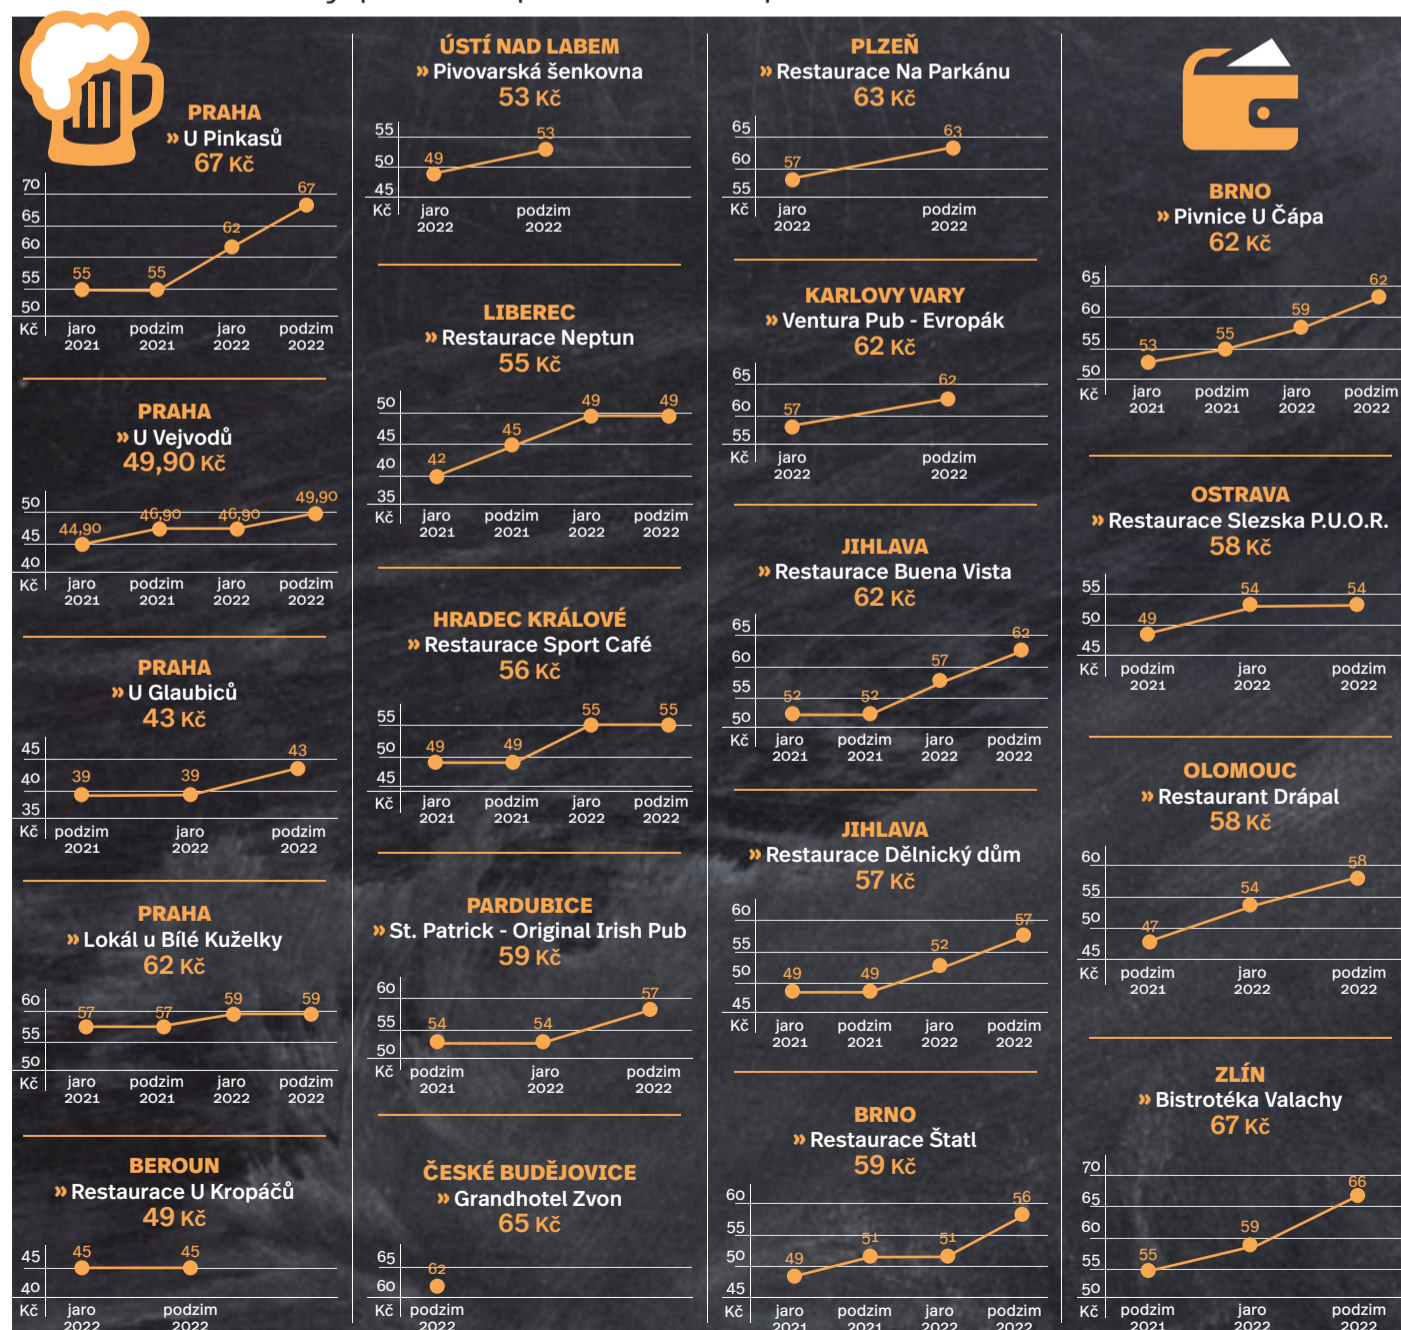 PRAHA
» U Pinkasů
67 Kč
70
65
60
55
50
Kč
55
55
62
67
jaro 2021
podzim 2021
jaro 2022
podzim 2022
PRAHA
» U Vejvodů
49,90 Kč
50
45
40
Kč
44,90
46,90
46,90
49,90
jaro 2021
podzim 2021
jaro 2022
podzim 2022
PRAHA
» U Glaubiců
43 Kč
45
40
35
Kč
39
39
43
podzim 2021
jaro 2022
podzim 2022
PRAHA
» Lokál u Bílé Kuželky
62 Kč
60
55
50
Kč
57
57
59
59
jaro 2021
podzim 2021
jaro 2022
podzim 2022
BEROUN
» Restaurace U Kropáčů
49 Kč
45
40
Kč
45
45
jaro 2022
podzim 2022
ÚSTÍ NAD LABEM
» Pivovarská šenkovna
53 Kč
55
50
45
Kč
49
53
jaro 2022
podzim 2022
LIBEREC
» Restaurace Neptun
55 Kč
50
45
40
35
Kč
42
45
49
49
jaro 2021
podzim 2021
jaro 2022
podzim 2022
HRADEC KRÁLOVÉ
» Restaurace Sport Café
56 Kč
55
50
45
Kč
49
49
55
55
jaro 2021
podzim 2021
jaro 2022
podzim 2022
PARDUBICE
» St. Patrick - Original Irish Pub
59 Kč
60
55
50
Kč
54
54
57
podzim 2021
jaro 2022
podzim 2022
ČESKÉ BUDĚJOVICE
» Grandhotel Zvon
65 Kč
65
60
Kč
62
podzim 2022
PLZEŇ
» Restaurace Na Parkánu
63 Kč
65
60
55
Kč
57
63
jaro 2022
podzim 2022
KARLOVY VARY
» Ventura Pub - Evropák
62 Kč
65
60
55
Kč
57
62
jaro 2022
podzim 2022
JIHLAVA
» Restaurace Buena Vista
62 Kč
65
60
55
50
Kč
52
52
57
62
jaro 2021
podzim 2021
jaro 2022
podzim 2022
JIHLAVA
» Restaurace Dělnický dům
57 Kč
60
55
50
45
Kč
49
49
52
57
jaro 2021
podzim 2021
jaro 2022
podzim 2022
BRNO
» Restaurace Štatl
59 Kč
60
55
50
45
Kč
49
51
51
56
jaro 2021
podzim 2021
jaro 2022
podzim 2022
BRNO
» Pivnice U Čápa
62 Kč
65
60
55
50
Kč
53
55
59
62
jaro 2021
podzim 2021
jaro 2022
podzim 2022
OSTRAVA
» Restaurace Slezska P.U.O.R.
58 Kč
55
50
45
Kč
49
54
54
podzim 2021
jaro 2022
podzim 2022
OLOMOUC
» Restaurant Drápal
58 Kč
60
55
50
45
Kč
47
54
58
podzim 2021
jaro 2022
podzim 2022
ZLÍN
» Bistrotéka Valachy
67 Kč
70
65
60
55
50
Kč
55
59
66
podzim 2021
jaro 2022
podzim 2022